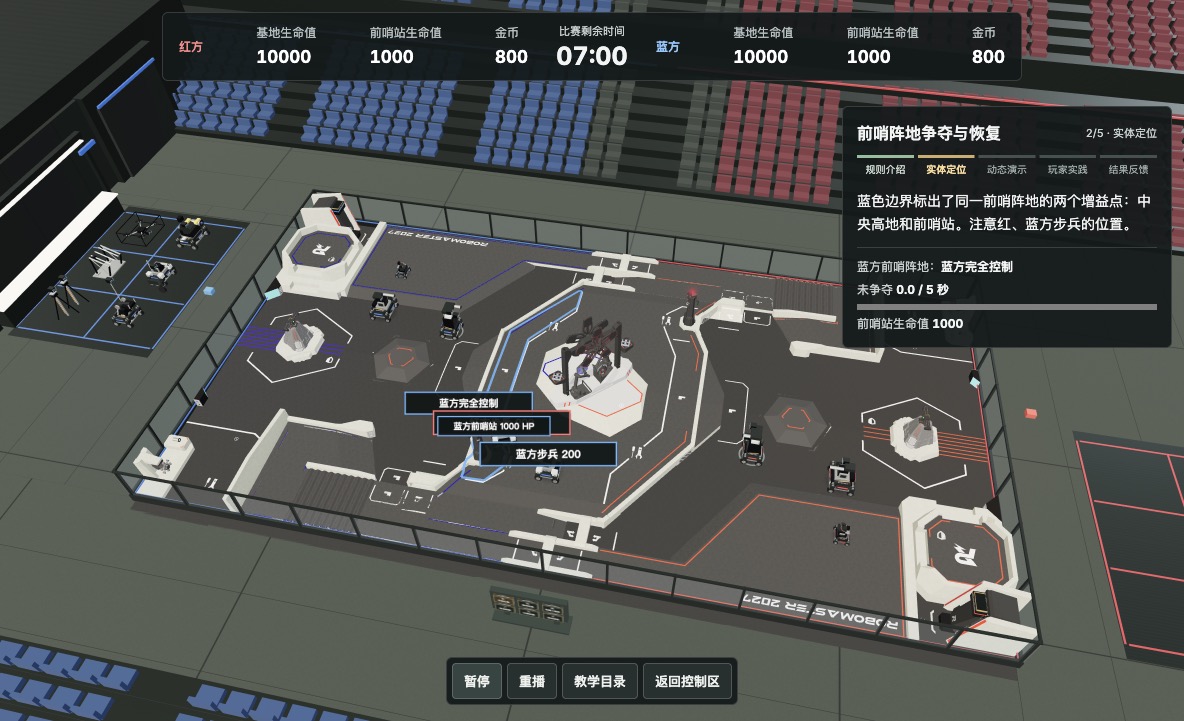 红方
基地生命值
10000
前哨站生命值
1000
金币
800
比赛剩余时间
07:00
蓝方
基地生命值
10000
前哨站生命值
1000
金币
800
前哨阵地争夺与恢复
2/5 · 实体定位
规则介绍
实体定位
动态演示
玩家实践
结果反馈
蓝色边界标出了同一前哨阵地的两个增益点：中
央高地和前哨站。注意红、蓝方步兵的位置。
蓝方前哨阵地：蓝方完全控制
未争夺 0.0 / 5 秒
前哨站生命值 1000
ROBOMASTER 2027
蓝方完全控制
蓝方前哨站 1000 HP
蓝方步兵 200
ROBOMASTER 2027
暂停
重播
教学目录
返回控制区